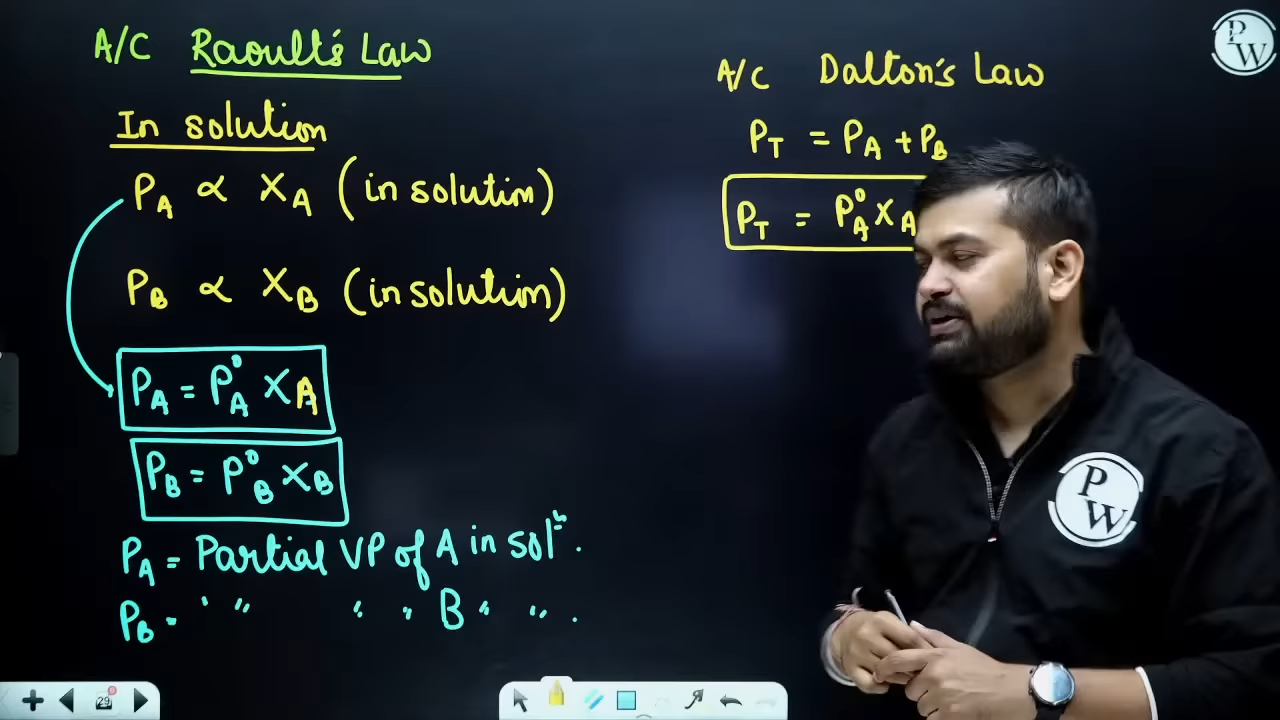 A/C Raoult's Law
In solution
PA ∝ XA (in solution)
PB ∝ XB (in solution)
PA = P°A XA
PB = P°B XB
PA = Partial VP of A in solⁿ.
PB = " " " " B " " .
A/C Dalton's Law
PT = PA + PB
PT = P°A XA
PW
PW
29